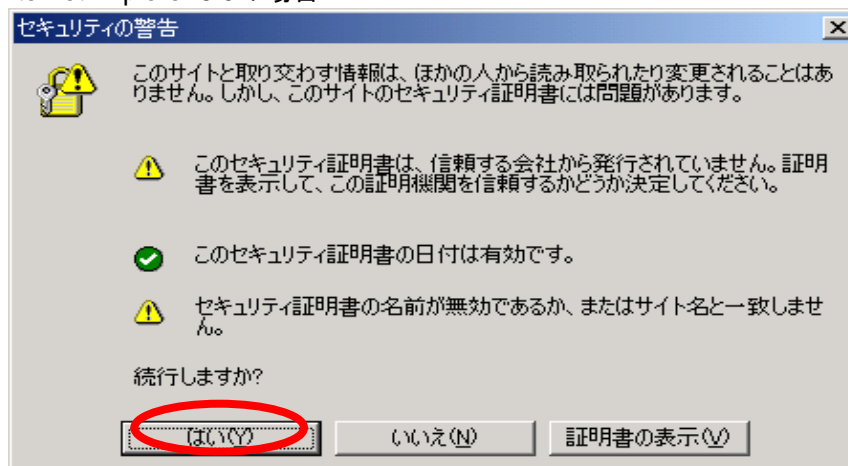 セキュリティの警告
このサイトと取り交わす情報は、ほかの人から読み取られたり変更されることはあ
りません。しかし、このサイトのセキュリティ証明書には問題があります。
このセキュリティ証明書は、信頼する会社から発行されていません。証明
書を表示して、この証明機関を信頼するかどうか決定してください。
このセキュリティ証明書の日付は有効です。
セキュリティ証明書の名前が無効であるか、またはサイト名と一致しませ
ん。
続行しますか?
はい(Y) いいえ(N) 証明書の表示(V)